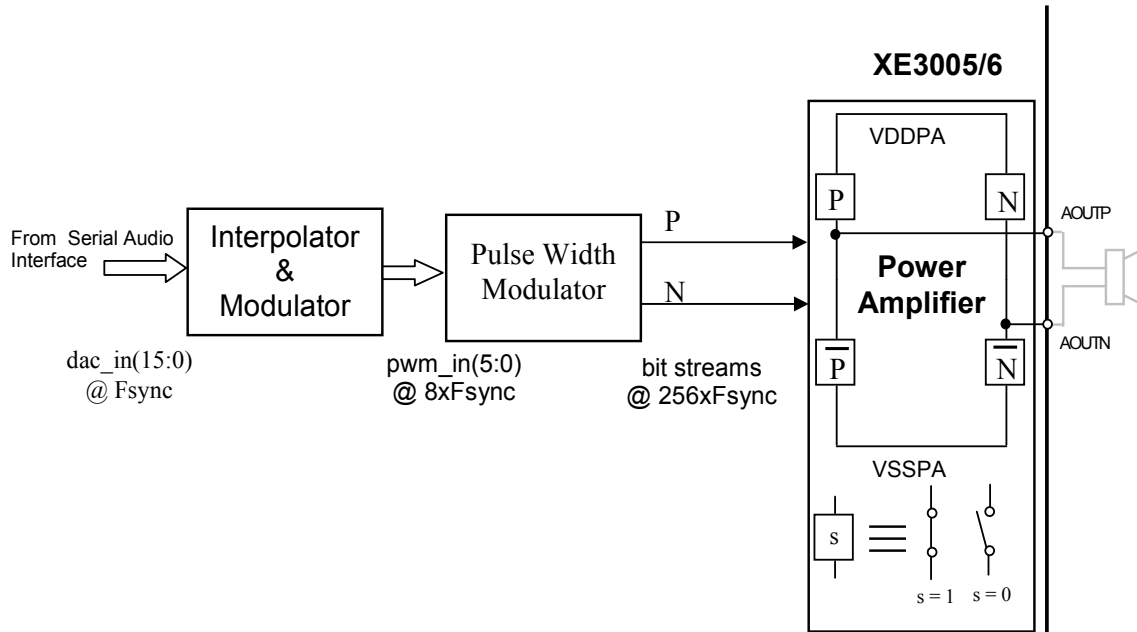 XE3005/6
VDDPA
P
N
AOUTP
From Serial Audio
Interface
Interpolator
&
Modulator
Pulse Width
Modulator
P
N
Power
Amplifier
AOUTN
P̅
N̅
dac_in(15:0)
@ Fsync
pwm_in(5:0)
@ 8xFsync
bit streams
@ 256xFsync
VSSPA
s
s = 1
s = 0